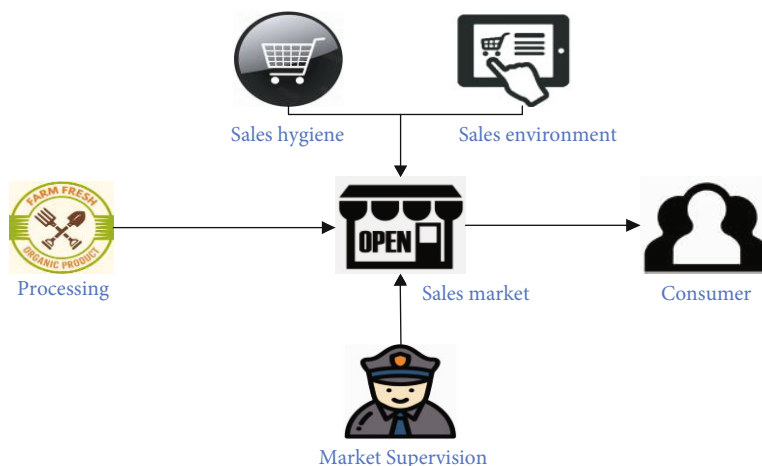 Sales hygiene
Sales environment
FARM FRESH
ORGANIC PRODUCT
Processing
OPEN
Sales market
Consumer
Market Supervision